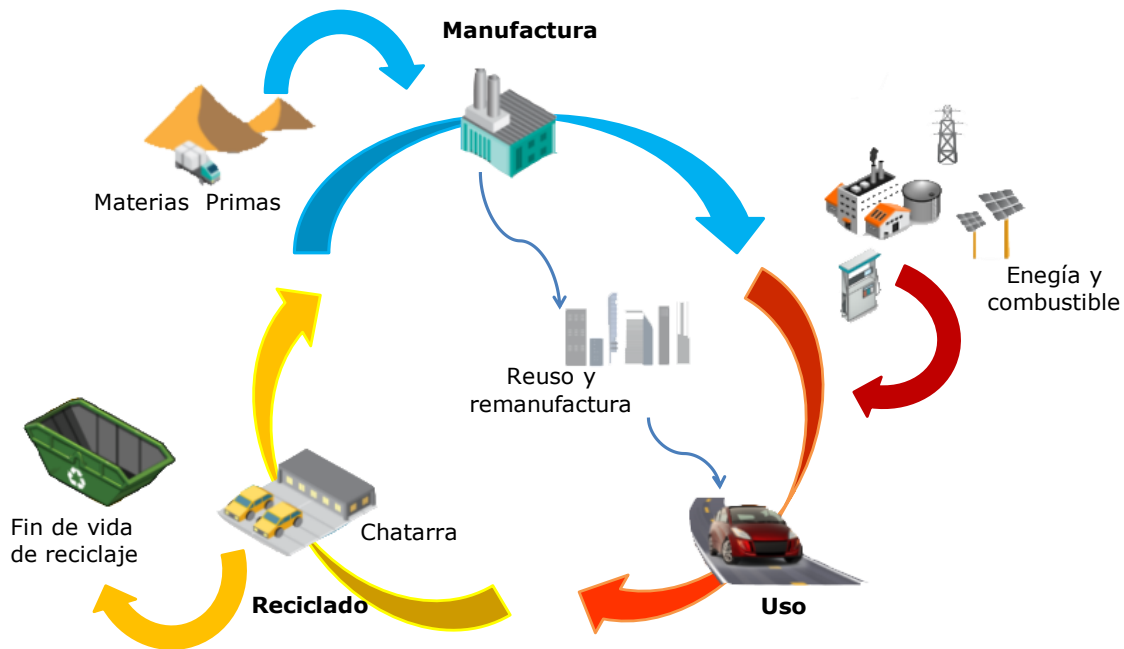 Manufactura
Materias Primas
Enegía y
combustible
Reuso y
remanufactura
Fin de vida
de reciclaje
Chatarra
Reciclado
Uso